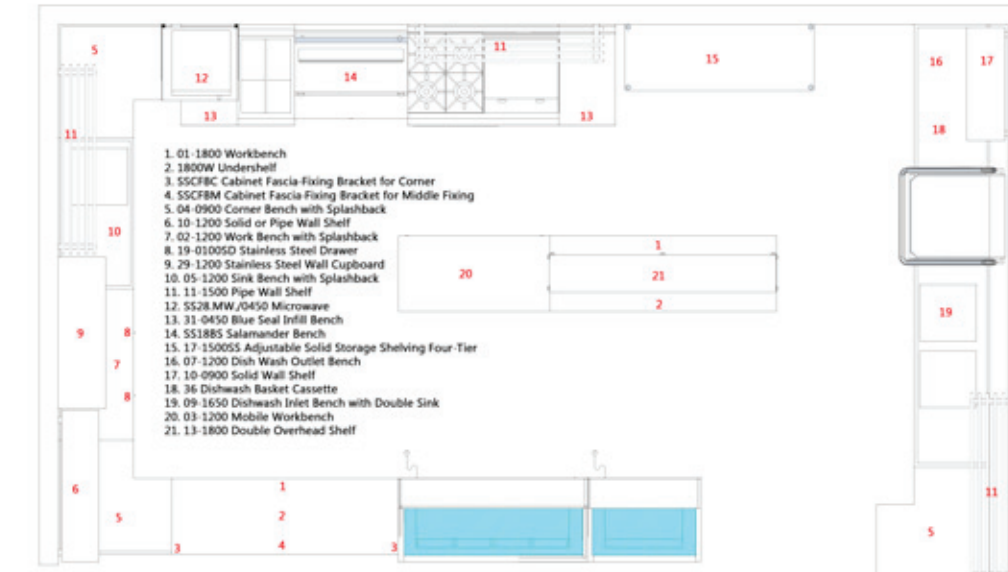 5
12
14
11
15
16
17
13
13
18
11
1. 01-1800 Workbench
2. 1800W Undershelf
3. SSCFBC Cabinet Fascia-Fixing Bracket for Corner
4. SSCFBM Cabinet Fascia-Fixing Bracket for Middle Fixing
5. 04-0900 Corner Bench with Splashback
6. 10-1200 Solid or Pipe Wall Shelf
7. 02-1200 Work Bench with Splashback
8. 19-0100SD Stainless Steel Drawer
9. 29-1200 Stainless Steel Wall Cupboard
10. 05-1200 Sink Bench with Splashback
11. 11-1500 Pipe Wall Shelf
12. SS28.MW./0450 Microwave
13. 31-0450 Blue Seal Infill Bench
14. SS18BS Salamander Bench
15. 17-1500SS Adjustable Solid Storage Shelving Four-Tier
16. 07-1200 Dish Wash Outlet Bench
17. 10-0900 Solid Wall Shelf
18. 36 Dishwash Basket Cassette
19. 09-1650 Dishwash Inlet Bench with Double Sink
20. 03-1200 Mobile Workbench
21. 13-1800 Double Overhead Shelf
10
1
20
21
2
19
9
8
7
8
6
5
1
2
3
4
3
11
5